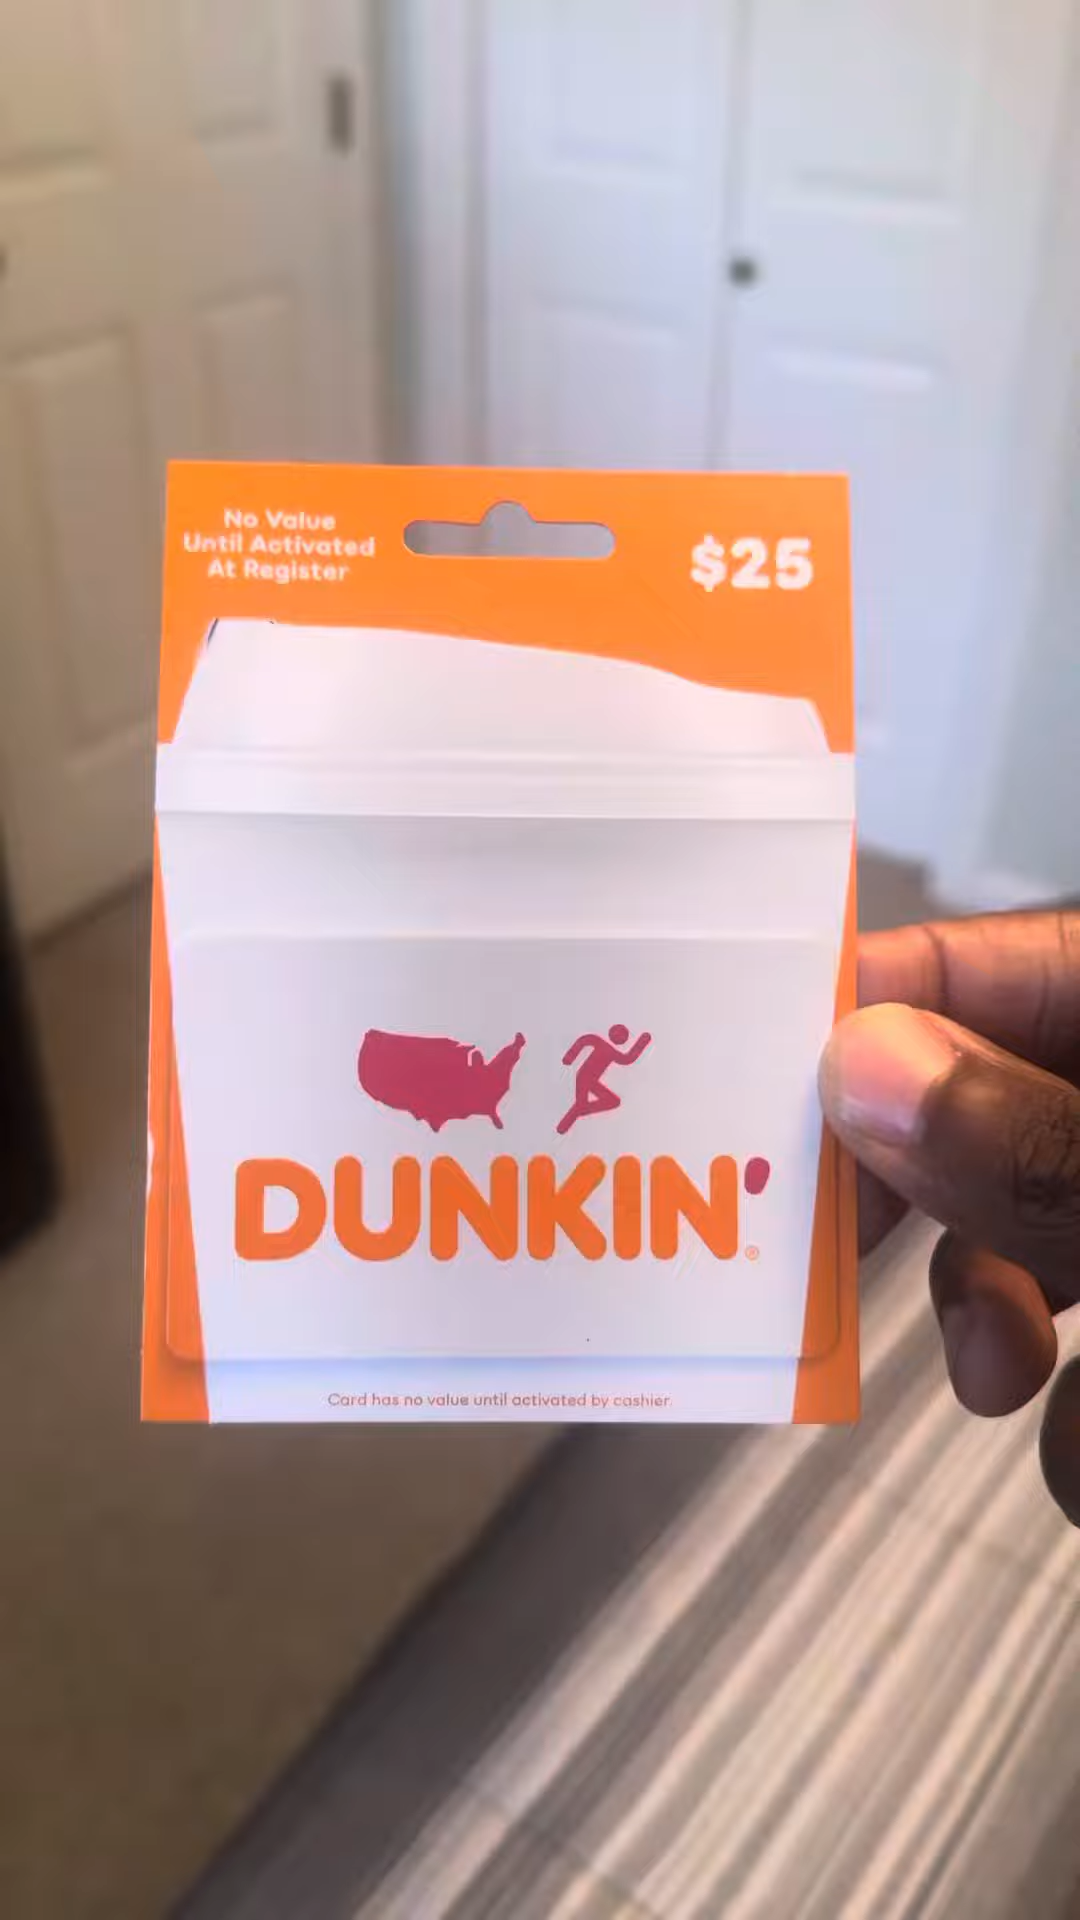 No Value
Until Activated
At Register
$25
DUNKIN'®
Card has no value until activated by cashier.